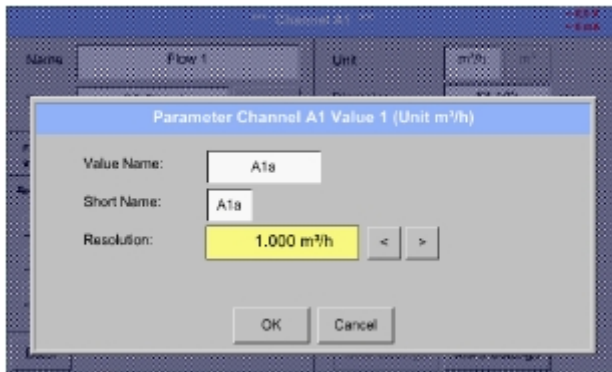 *** Channel A1 ***
Name
Flow 1
Unit
m³/h
m³
Parameter Channel A1 Value 1 (Unit m³/h)
Value Name:
A1a
Short Name:
A1a
Resolution:
1.000 m³/h
<
>
OK
Cancel